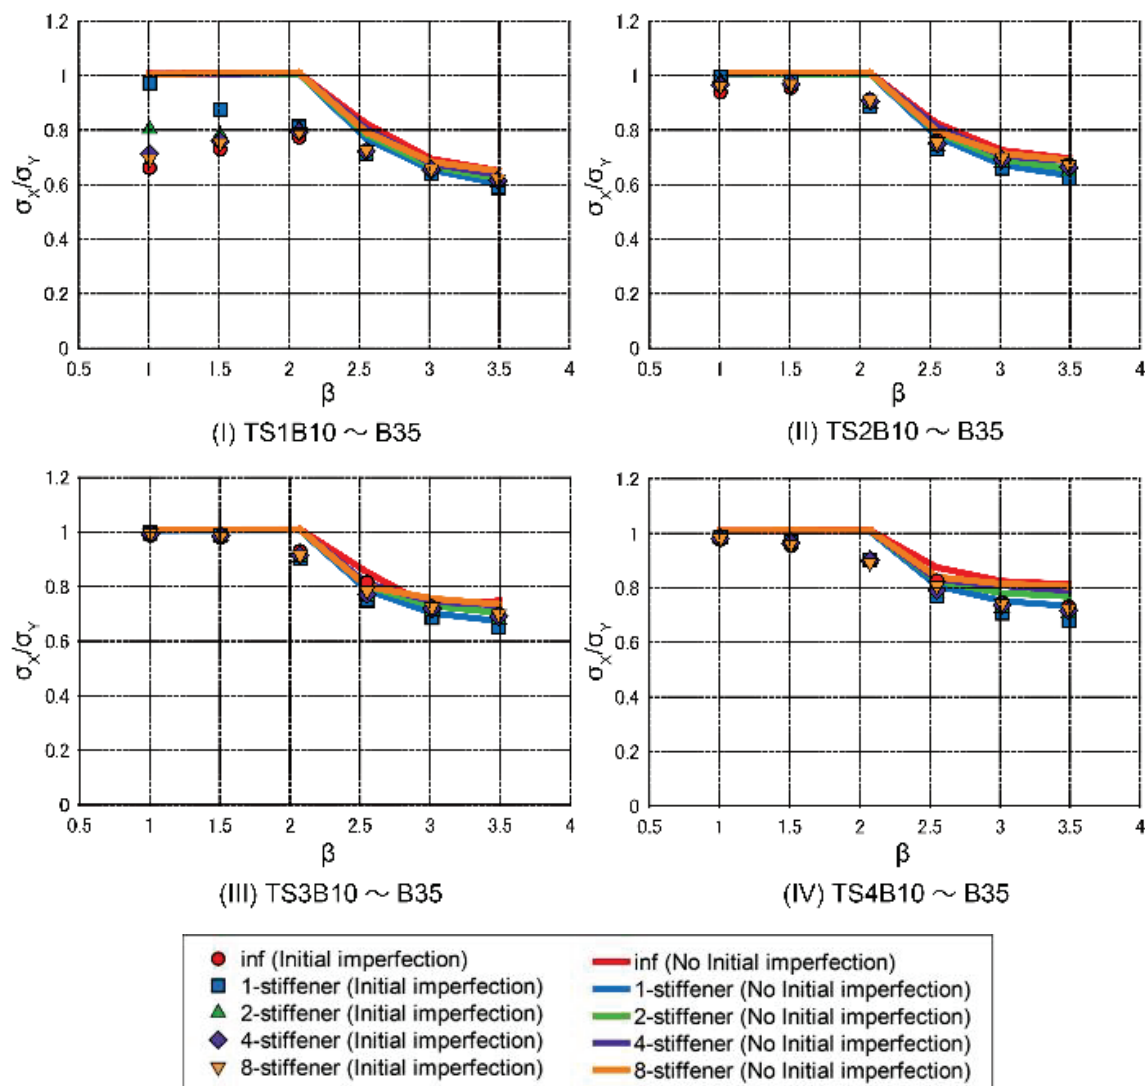 1.2
1
0.8
0.6
0.4
0.2
0
σX/σY
0.5 1 1.5 2 2.5 3 3.5 4
β
(I) TS1B10 ～ B35
1.2
1
0.8
0.6
0.4
0.2
0
σX/σY
0.5 1 1.5 2 2.5 3 3.5 4
β
(II) TS2B10 ～ B35
1.2
1
0.8
0.6
0.4
0.2
0
σX/σY
0.5 1 1.5 2 2.5 3 3.5 4
β
(III) TS3B10 ～ B35
1.2
1
0.8
0.6
0.4
0.2
0
σX/σY
0.5 1 1.5 2 2.5 3 3.5 4
β
(IV) TS4B10 ～ B35
inf (Initial imperfection)
1-stiffener (Initial imperfection)
2-stiffener (Initial imperfection)
4-stiffener (Initial imperfection)
8-stiffener (Initial imperfection)
inf (No Initial imperfection)
1-stiffener (No Initial imperfection)
2-stiffener (No Initial imperfection)
4-stiffener (No Initial imperfection)
8-stiffener (No Initial imperfection)